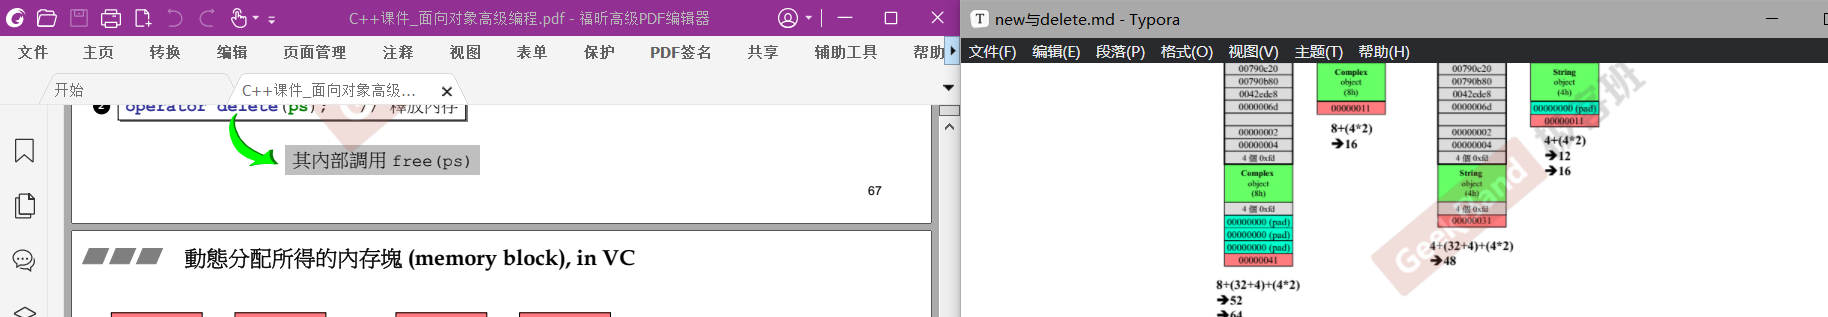 C++课件_面向对象高级编程.pdf - 福昕高级PDF编辑器
文件 主页 转换 编辑 页面管理 注释 视图 表单 保护 PDF签名 共享 辅助工具 帮助
开始
C++课件_面向对象高级...
2 operator delete(ps); // 釋放內存
其內部調用 free(ps)
67
動態分配所得的內存塊 (memory block), in VC
new与delete.md - Typora
文件(F) 编辑(E) 段落(P) 格式(O) 视图(V) 主题(T) 帮助(H)
00790c20
00790b80
0042ede8
0000006d
00000002
00000004
4 個 0xfd
Complex
object
(8h)
4 個 0xfd
00000000 (pad)
00000000 (pad)
00000000 (pad)
00000041
8+(32+4)+(4*2)
➔52
➔64
Complex
object
(8h)
00000011
8+(4*2)
➔16
00790c20
00790b80
0042ede8
0000006d
00000002
00000004
4 個 0xfd
String
object
(4h)
4 個 0xfd
00000031
4+(32+4)+(4*2)
➔48
String
object
(4h)
00000000 (pad)
00000011
4+(4*2)
➔12
➔16
GeekBand